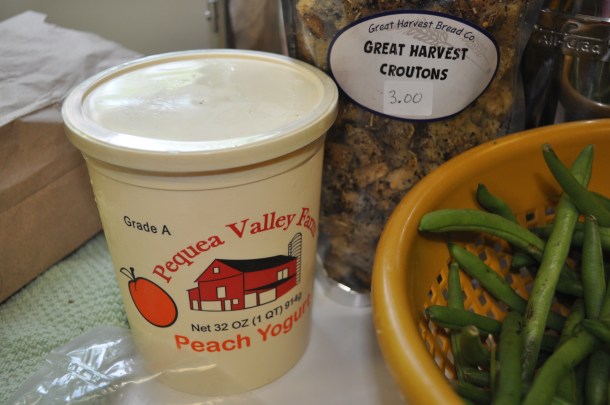 Great Harvest Bread Co.
GREAT HARVEST
CROUTONS
3.00
Grade A
Pequea Valley Farm
Net 32 OZ (1 QT) 914g
Peach Yogurt